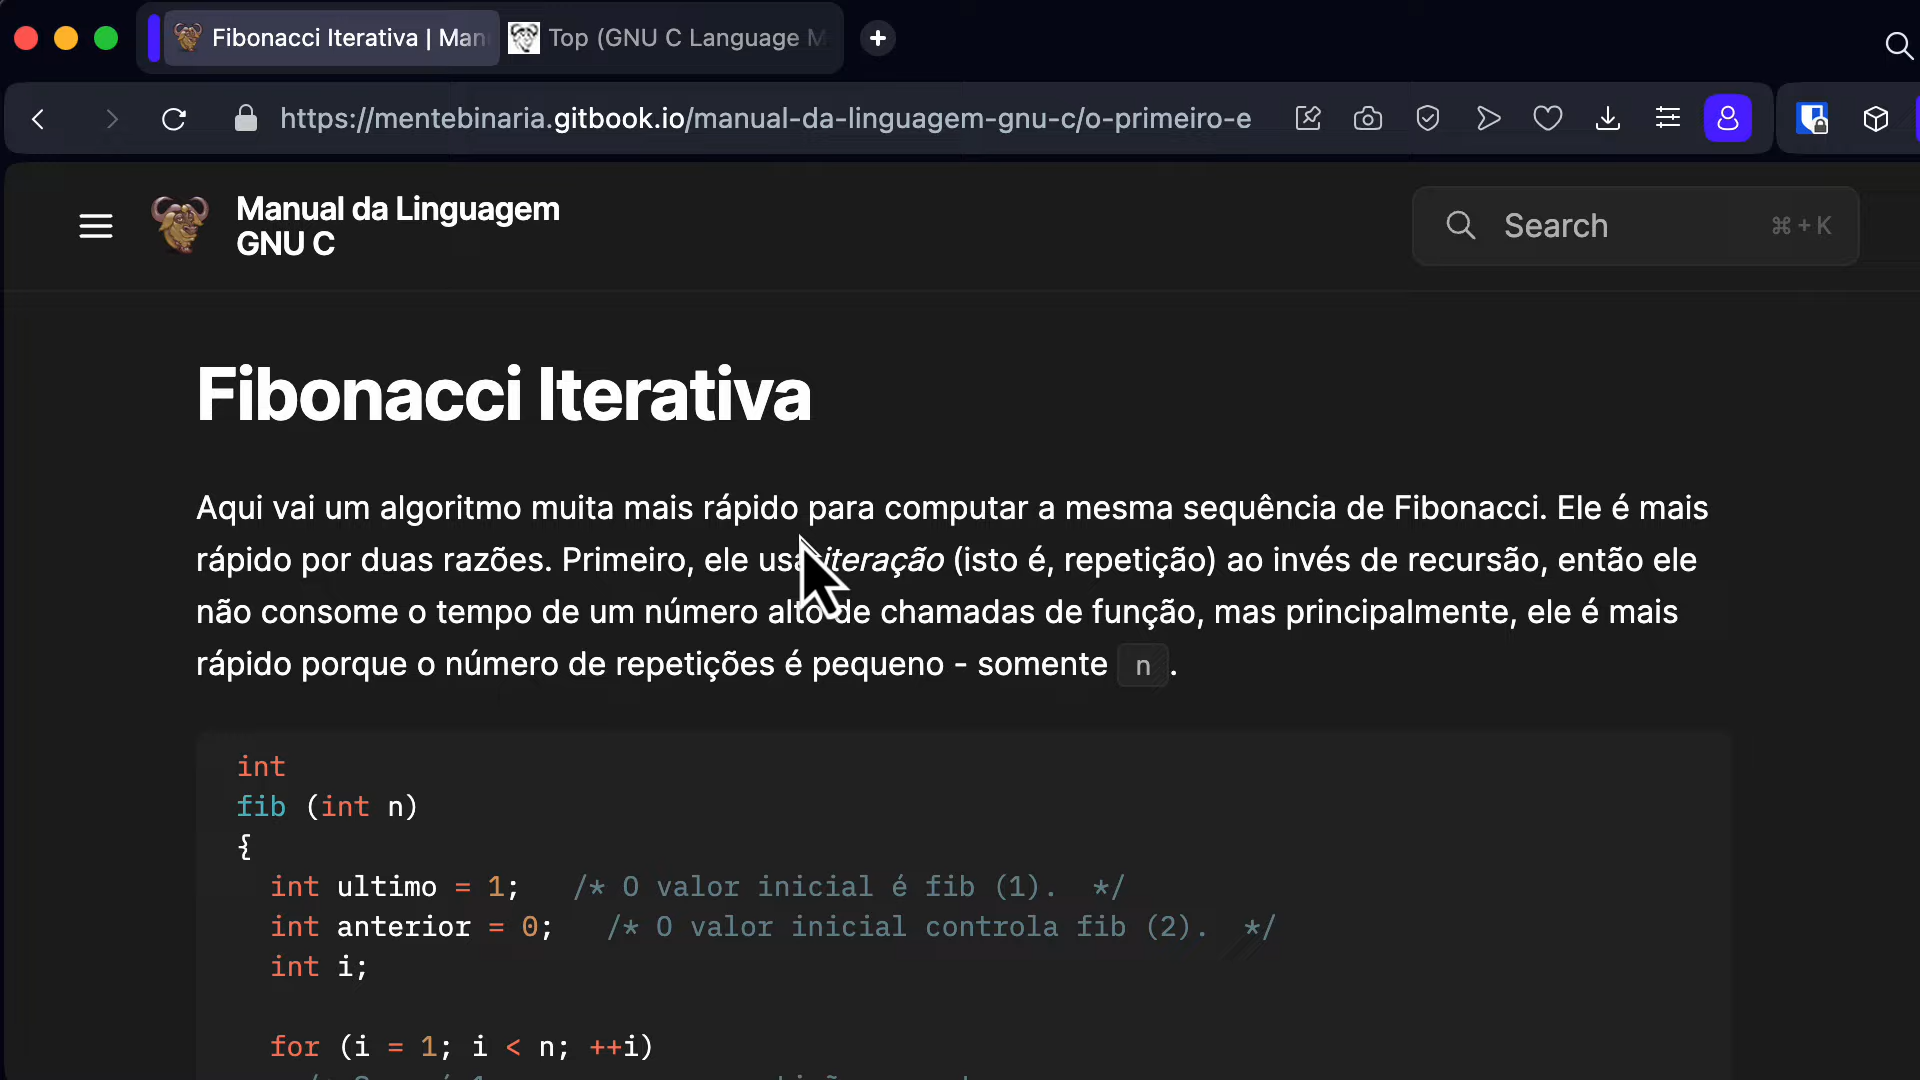 Fibonacci Iterativa | Man
Top (GNU C Language M
https://mentebinaria.gitbook.io/manual-da-linguagem-gnu-c/o-primeiro-e
Manual da Linguagem
GNU C
Search
⌘ + K
Fibonacci Iterativa
Aqui vai um algoritmo muita mais rápido para computar a mesma sequência de Fibonacci. Ele é mais
rápido por duas razões. Primeiro, ele usa iteração (isto é, repetição) ao invés de recursão, então ele
não consome o tempo de um número alto de chamadas de função, mas principalmente, ele é mais
rápido porque o número de repetições é pequeno - somente n.
int
fib (int n)
{
int ultimo = 1; /* O valor inicial é fib (1). */
int anterior = 0; /* O valor inicial controla fib (2). */
int i;
for (i = 1; i < n; ++i)